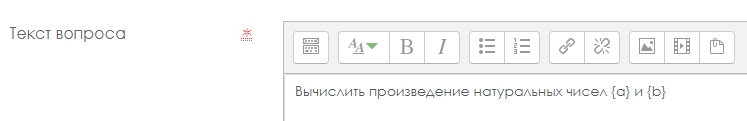 Текст вопроса
Вычислить произведение натуральных чисел {a} и {b}